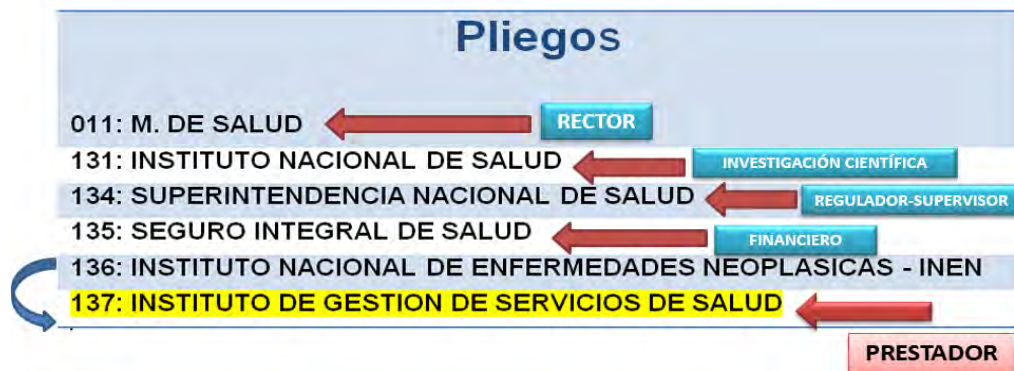 Pliegos
011: M. DE SALUD RECTOR
131: INSTITUTO NACIONAL DE SALUD INVESTIGACIÓN CIENTÍFICA
134: SUPERINTENDENCIA NACIONAL DE SALUD REGULADOR-SUPERVISOR
135: SEGURO INTEGRAL DE SALUD FINANCIERO
136: INSTITUTO NACIONAL DE ENFERMEDADES NEOPLASICAS - INEN
137: INSTITUTO DE GESTION DE SERVICIOS DE SALUD
PRESTADOR